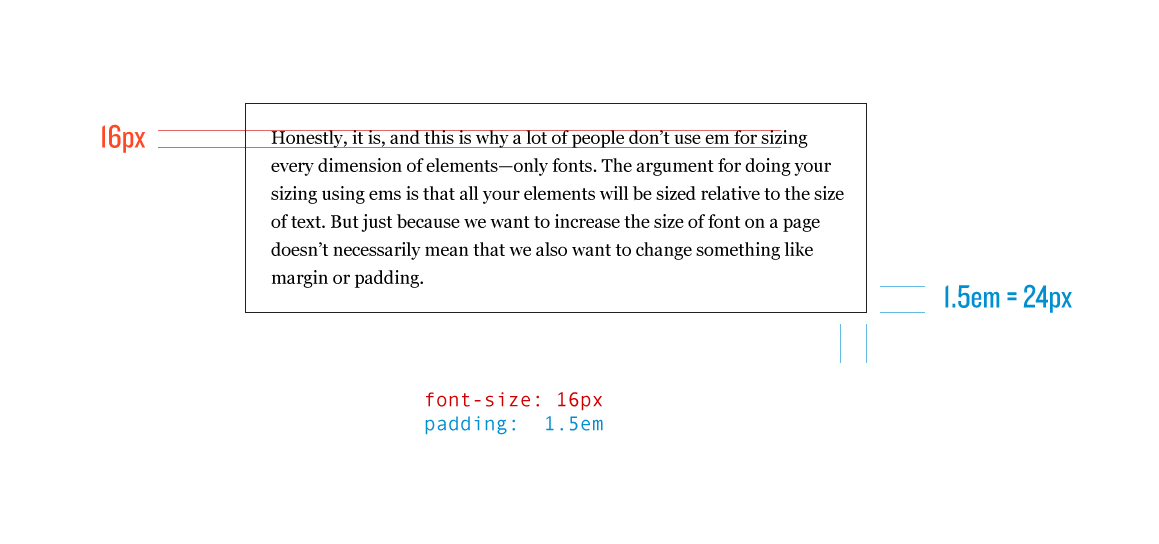 16px
Honestly, it is, and this is why a lot of people don’t use em for sizing
every dimension of elements—only fonts. The argument for doing your
sizing using ems is that all your elements will be sized relative to the size
of text. But just because we want to increase the size of font on a page
doesn’t necessarily mean that we also want to change something like
margin or padding.
1.5em = 24px
font-size: 16px
padding:  1.5em